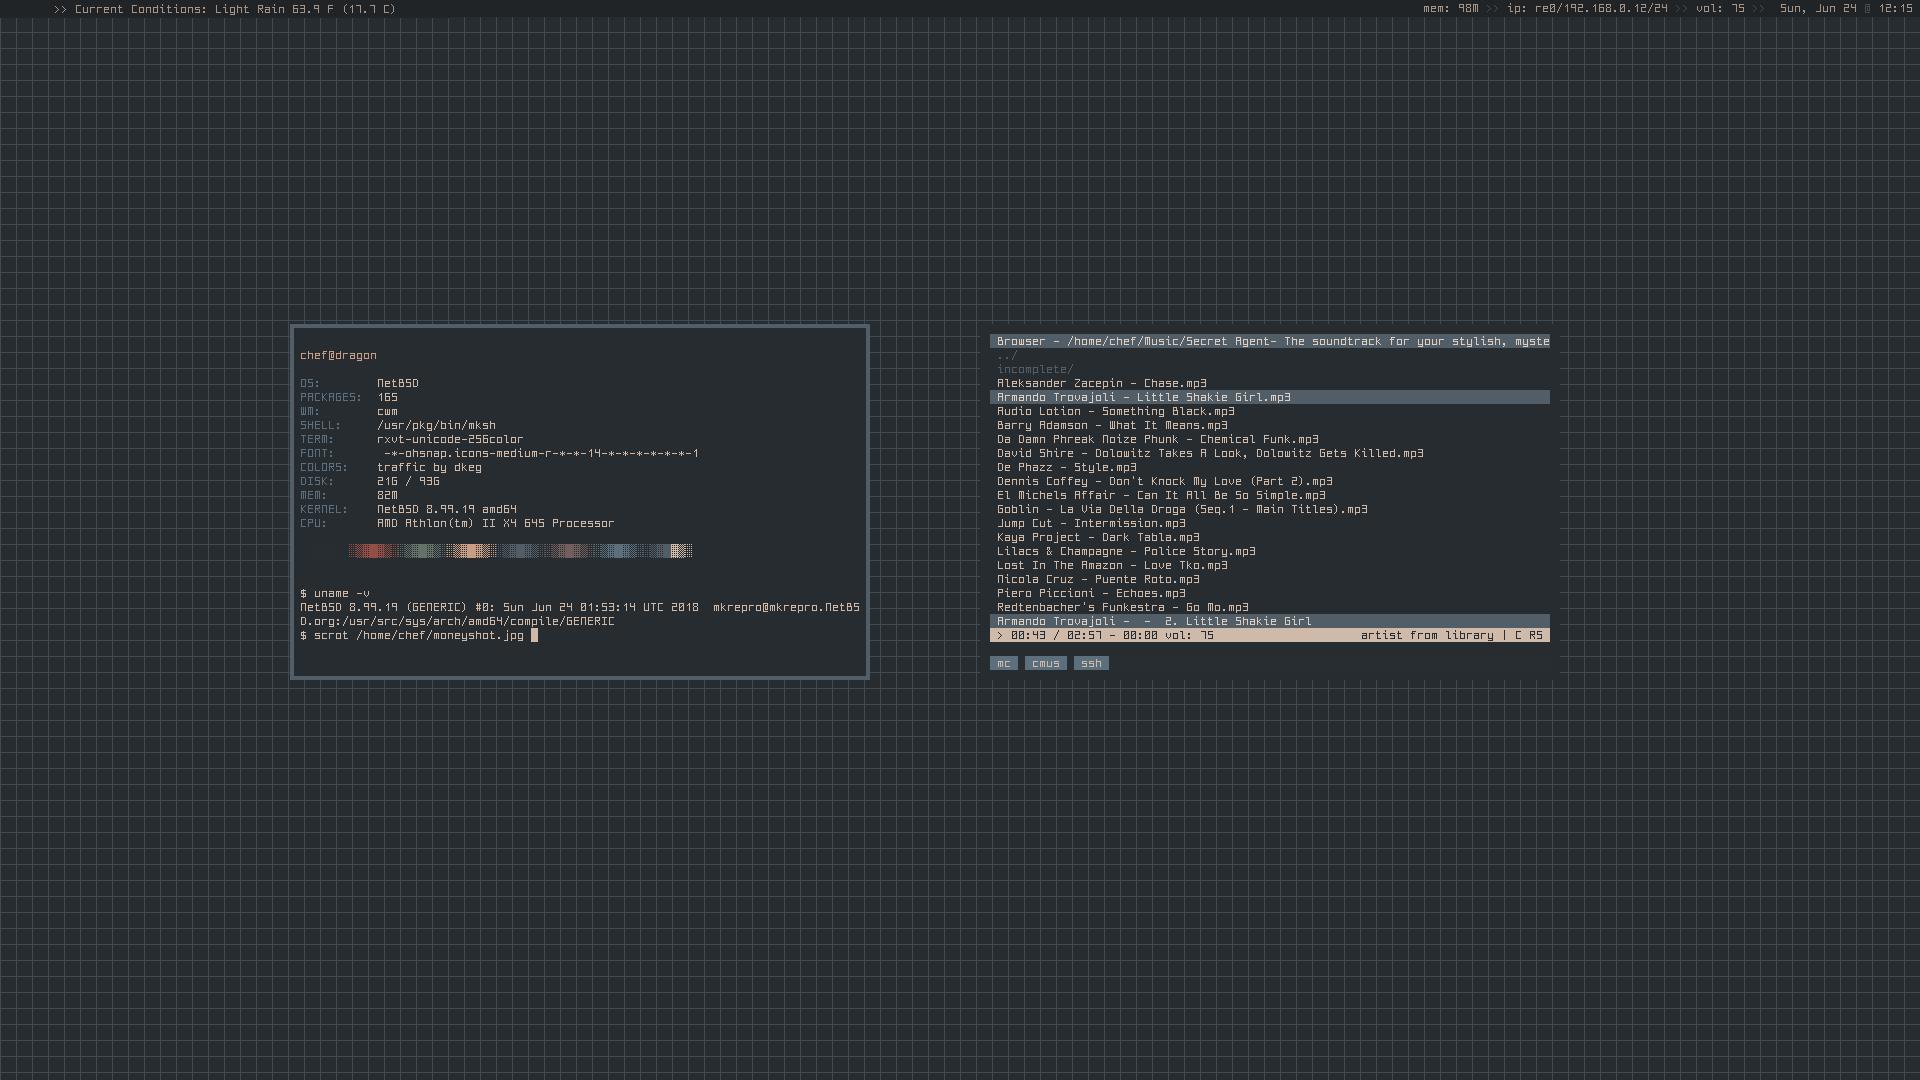 >> Current Conditions: Light Rain 63.9 F (17.7 C)
mem: 98M >> ip: re0/192.168.0.12/24 >> vol: 75 >> Sun, Jun 24 12:15
chef@dragon
OS: NetBSD
PACKAGES: 165
WM: cwm
SHELL: /usr/pkg/bin/mksh
TERM: rxvt-unicode-256color
FONT: -*-ohsnap.icons-medium-r-*-*-14-*-*-*-*-*-*-1
COLORS: traffic by dkeg
DISK: 21G / 93G
MEM: 82M
KERNEL: NetBSD 8.99.19 amd64
CPU: AMD Athlon(tm) II X4 645 Processor
$ uname -v
NetBSD 8.99.19 (GENERIC) #0: Sun Jun 24 01:53:14 UTC 2018  mkrepro@mkrepro.NetBS
D.org:/usr/src/sys/arch/amd64/compile/GENERIC
$ scrot /home/chef/moneyshot.jpg
Browser - /home/chef/Music/Secret Agent- The soundtrack for your stylish, myste
../
incomplete/
Aleksander Zacepin - Chase.mp3
Armando Trovajoli - Little Shakie Girl.mp3
Audio Lotion - Something Black.mp3
Barry Adamson - What It Means.mp3
Da Damn Phreak Noize Phunk - Chemical Funk.mp3
David Shire - Dolowitz Takes A Look, Dolowitz Gets Killed.mp3
De Phazz - Style.mp3
Dennis Coffey - Don't Knock My Love (Part 2).mp3
El Michels Affair - Can It All Be So Simple.mp3
Goblin - La Via Della Droga (Seq.1 - Main Titles).mp3
Jump Cut - Intermission.mp3
Kaya Project - Dark Tabla.mp3
Lilacs & Champagne - Police Story.mp3
Lost In The Amazon - Love Tko.mp3
Nicola Cruz - Puente Roto.mp3
Piero Piccioni - Echoes.mp3
Redtenbacher's Funkestra - Go Mo.mp3
Armando Trovajoli -  -  2. Little Shakie Girl
> 00:43 / 02:57 - 00:00 vol: 75 artist from library | C RS
mc cmus ssh